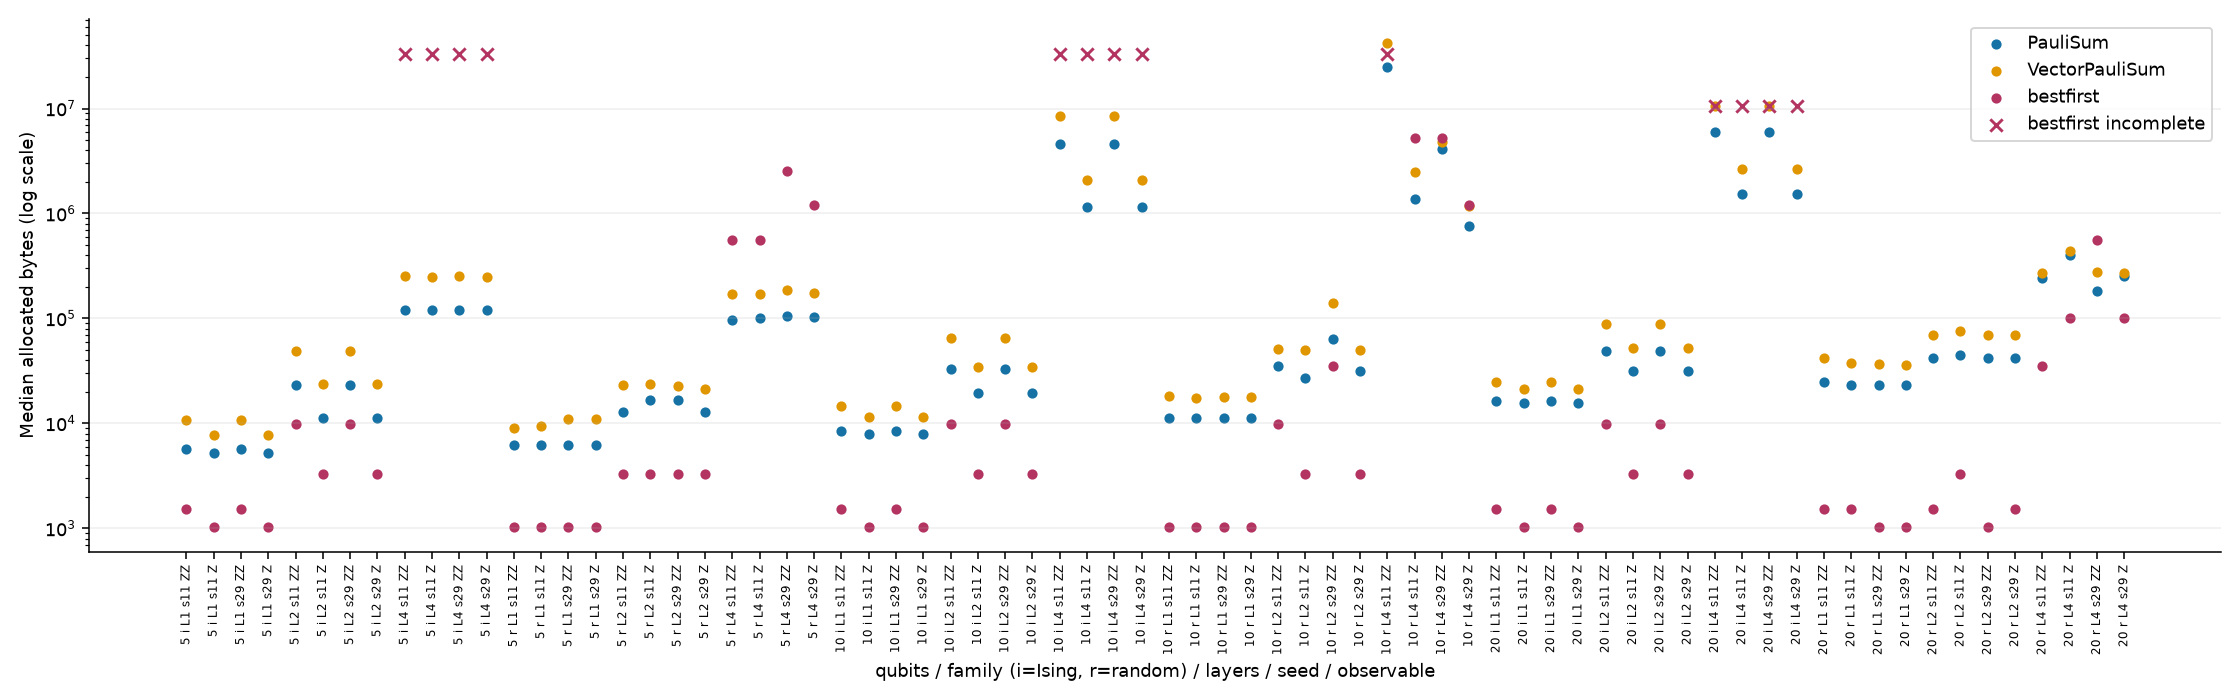 PauliSum
VectorPauliSum
bestfirst
bestfirst incomplete
Median allocated bytes (log scale)
10⁷
10⁶
10⁵
10⁴
10³
5 i L1 s11 ZZ
5 i L1 s11 Z
5 i L1 s29 ZZ
5 i L1 s29 Z
5 i L2 s11 ZZ
5 i L2 s11 Z
5 i L2 s29 ZZ
5 i L2 s29 Z
5 i L4 s11 ZZ
5 i L4 s11 Z
5 i L4 s29 ZZ
5 i L4 s29 Z
5 r L1 s11 ZZ
5 r L1 s11 Z
5 r L1 s29 ZZ
5 r L1 s29 Z
5 r L2 s11 ZZ
5 r L2 s11 Z
5 r L2 s29 ZZ
5 r L2 s29 Z
5 r L4 s11 ZZ
5 r L4 s11 Z
5 r L4 s29 ZZ
5 r L4 s29 Z
10 i L1 s11 ZZ
10 i L1 s11 Z
10 i L1 s29 ZZ
10 i L1 s29 Z
10 i L2 s11 ZZ
10 i L2 s11 Z
10 i L2 s29 ZZ
10 i L2 s29 Z
10 i L4 s11 ZZ
10 i L4 s11 Z
10 i L4 s29 ZZ
10 i L4 s29 Z
10 r L1 s11 ZZ
10 r L1 s11 Z
10 r L1 s29 ZZ
10 r L1 s29 Z
10 r L2 s11 ZZ
10 r L2 s11 Z
10 r L2 s29 ZZ
10 r L2 s29 Z
10 r L4 s11 ZZ
10 r L4 s11 Z
10 r L4 s29 ZZ
10 r L4 s29 Z
20 i L1 s11 ZZ
20 i L1 s11 Z
20 i L1 s29 ZZ
20 i L1 s29 Z
20 i L2 s11 ZZ
20 i L2 s11 Z
20 i L2 s29 ZZ
20 i L2 s29 Z
20 i L4 s11 ZZ
20 i L4 s11 Z
20 i L4 s29 ZZ
20 i L4 s29 Z
20 r L1 s11 ZZ
20 r L1 s11 Z
20 r L1 s29 ZZ
20 r L1 s29 Z
20 r L2 s11 ZZ
20 r L2 s11 Z
20 r L2 s29 ZZ
20 r L2 s29 Z
20 r L4 s11 ZZ
20 r L4 s11 Z
20 r L4 s29 ZZ
20 r L4 s29 Z
qubits / family (i=Ising, r=random) / layers / seed / observable